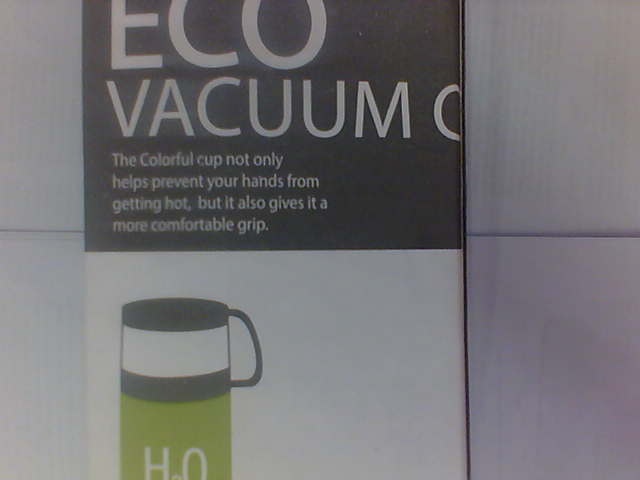 ECO
VACUUM C
The Colorful cup not only
helps prevent your hands from
getting hot, but it also gives it a
more comfortable grip.
H2O